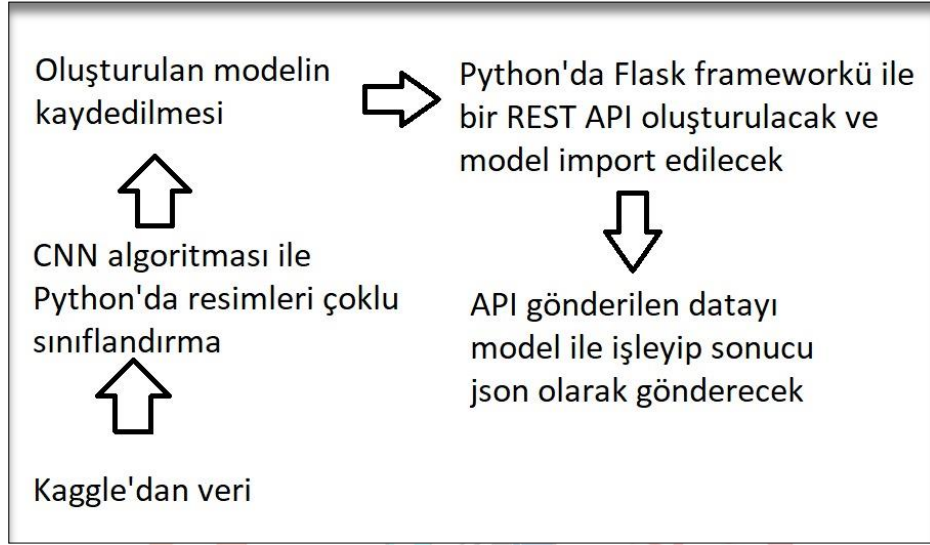 Oluşturulan modelin
kaydedilmesi
Python'da Flask frameworkü ile
bir REST API oluşturulacak ve
model import edilecek
CNN algoritması ile
Python'da resimleri çoklu
sınıflandırma
API gönderilen datayı
model ile işleyip sonucu
json olarak gönderecek
Kaggle'dan veri